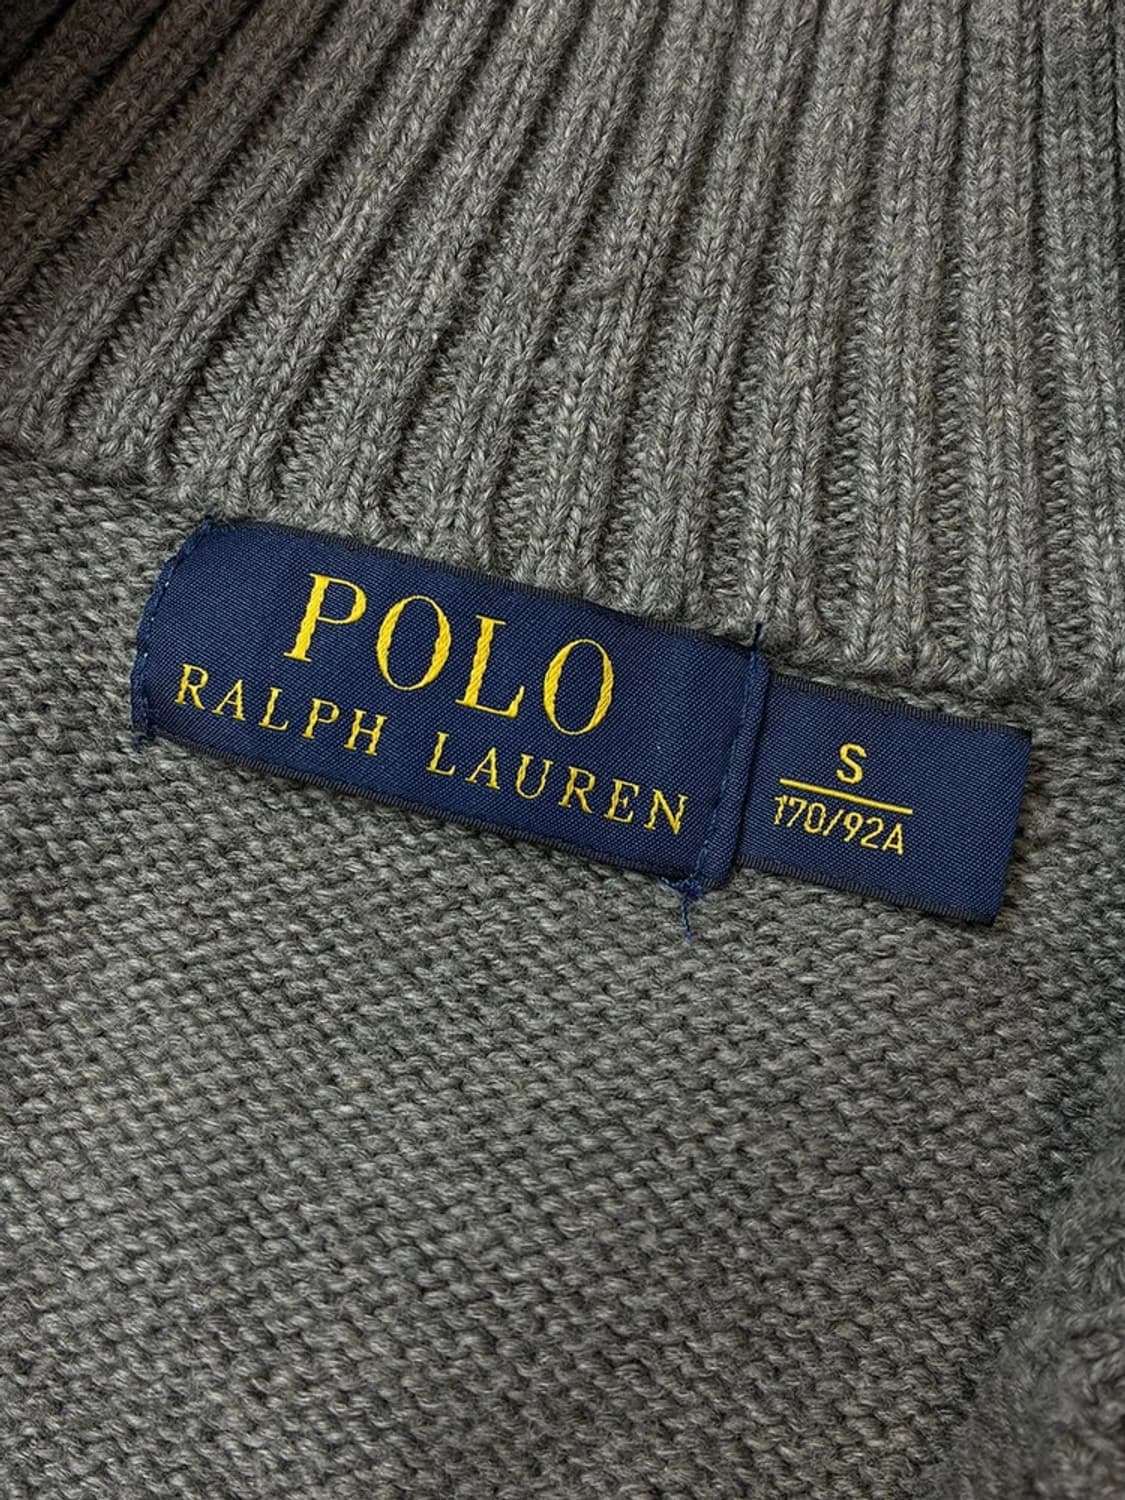 POLO
RALPH LAUREN
S
170/92A